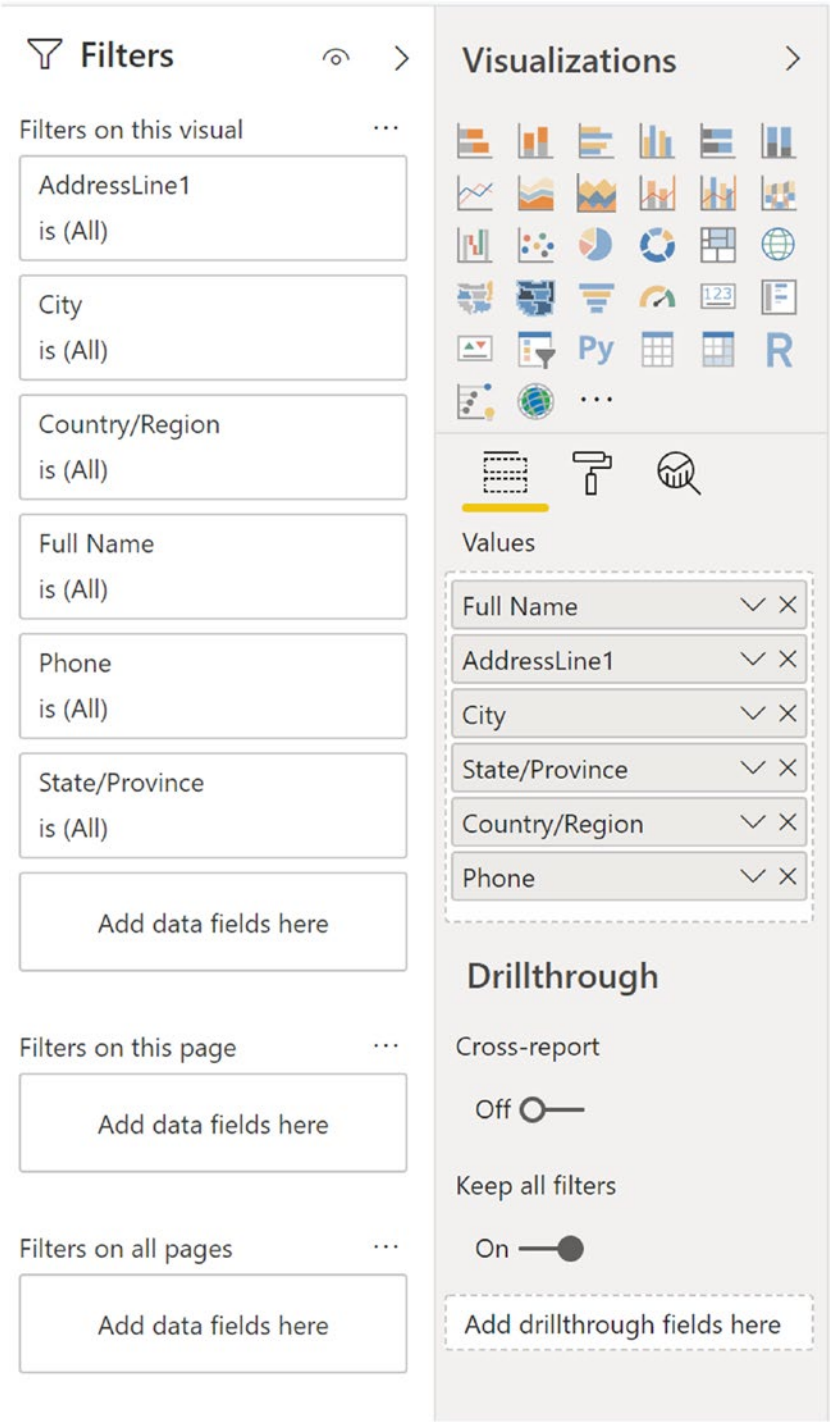 Filters
Filters on this visual
AddressLine1
is (All)
City
is (All)
Country/Region
is (All)
Full Name
is (All)
Phone
is (All)
State/Province
is (All)
Add data fields here
Filters on this page
Add data fields here
Filters on all pages
Add data fields here
Visualizations
123
Py
R
Values
Full Name
AddressLine1
City
State/Province
Country/Region
Phone
Drillthrough
Cross-report
Off
Keep all filters
On
Add drillthrough fields here